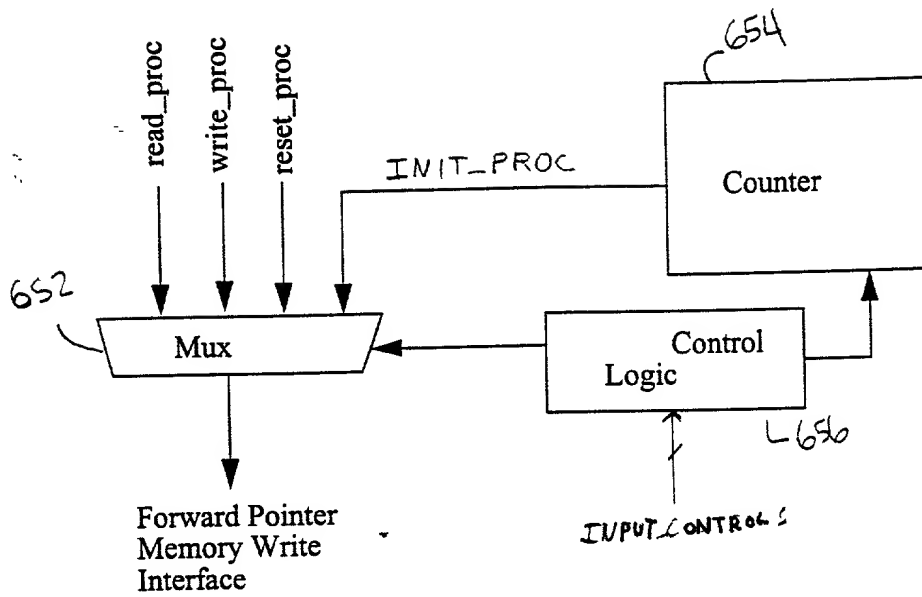 654
read_proc
write_proc
reset_proc
INIT_PROC
Counter
652
Mux
Control
Logic
656
Forward Pointer
Memory Write
Interface
INPUT CONTROLS